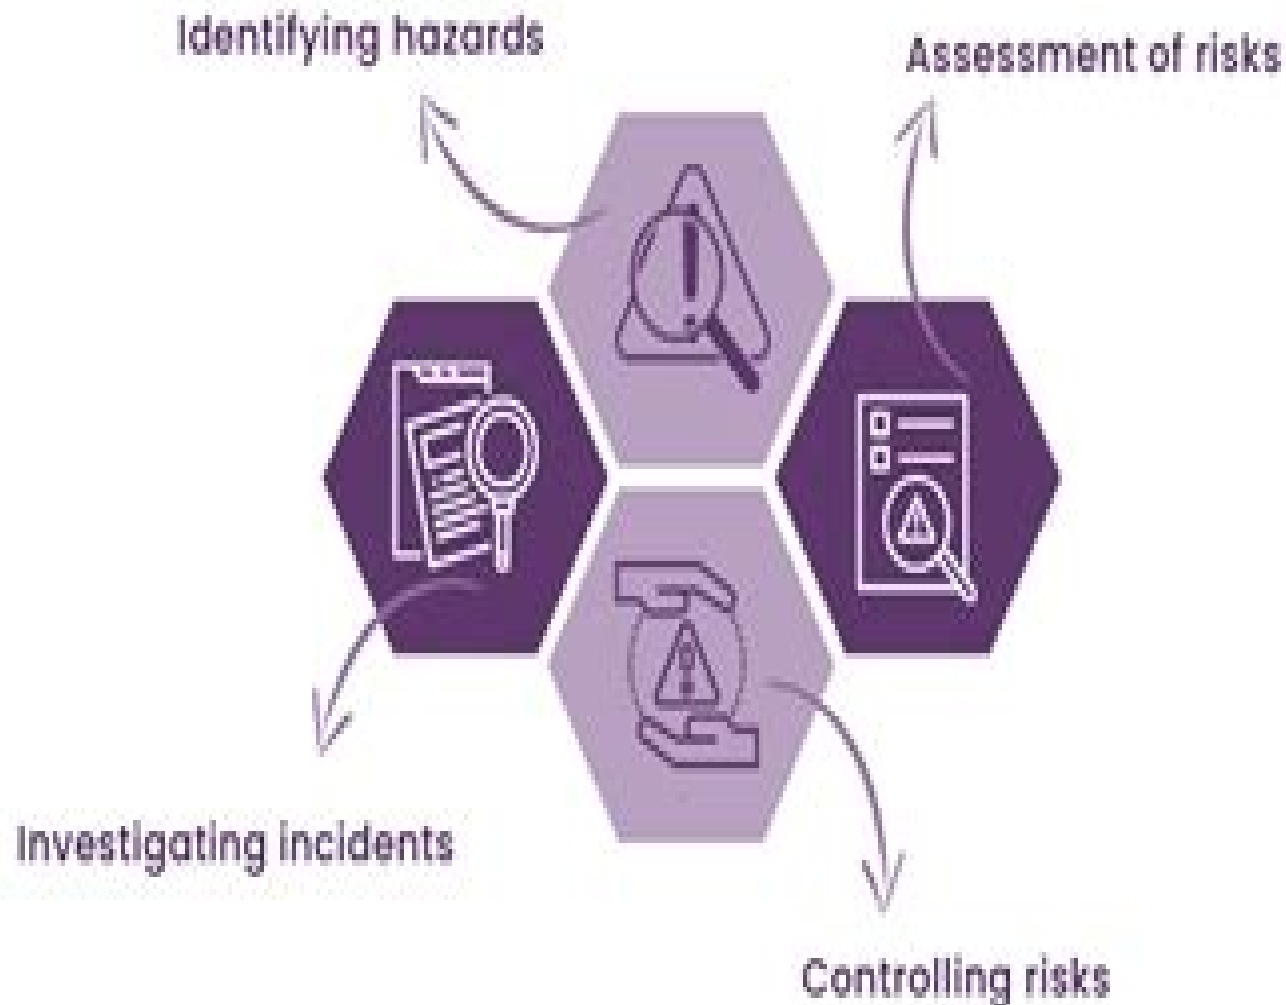 Identifying hazards
Assessment of risks
Investigating incidents
Controlling risks